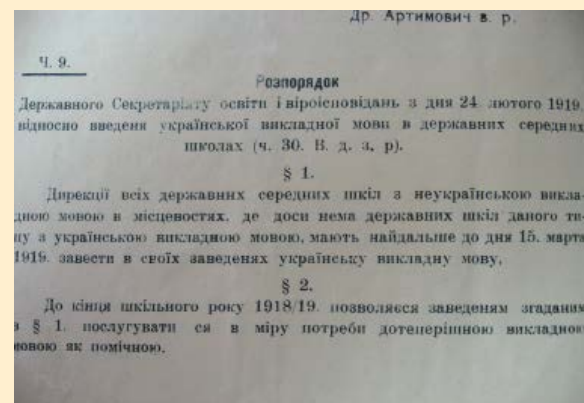 Др. Артимович в. р.
Ч. 9.
Розпорядок
Державного Секретаріяту освіти і віроісповідань з дня 24. лютого 1919.
відносно введеня української викладної мови в державних середних
школах (ч. 30. В. д. з. р).
§ 1.
Дирекції всіх державних середних шкіл з неукраїнською викла-
дною мовою в місцевостях, де доси нема державних шкіл даного ти-
пу з українською викладною мовою, мають найдальше до дня 15. марта
1919. завести в своїх заведенях українську викладну мову,
§ 2.
До кінця шкільного року 1918/19. позволяєся заведеням згаданим
в § 1. послугувати ся в міру потреби дотеперішною викладною
мовою як помічною.